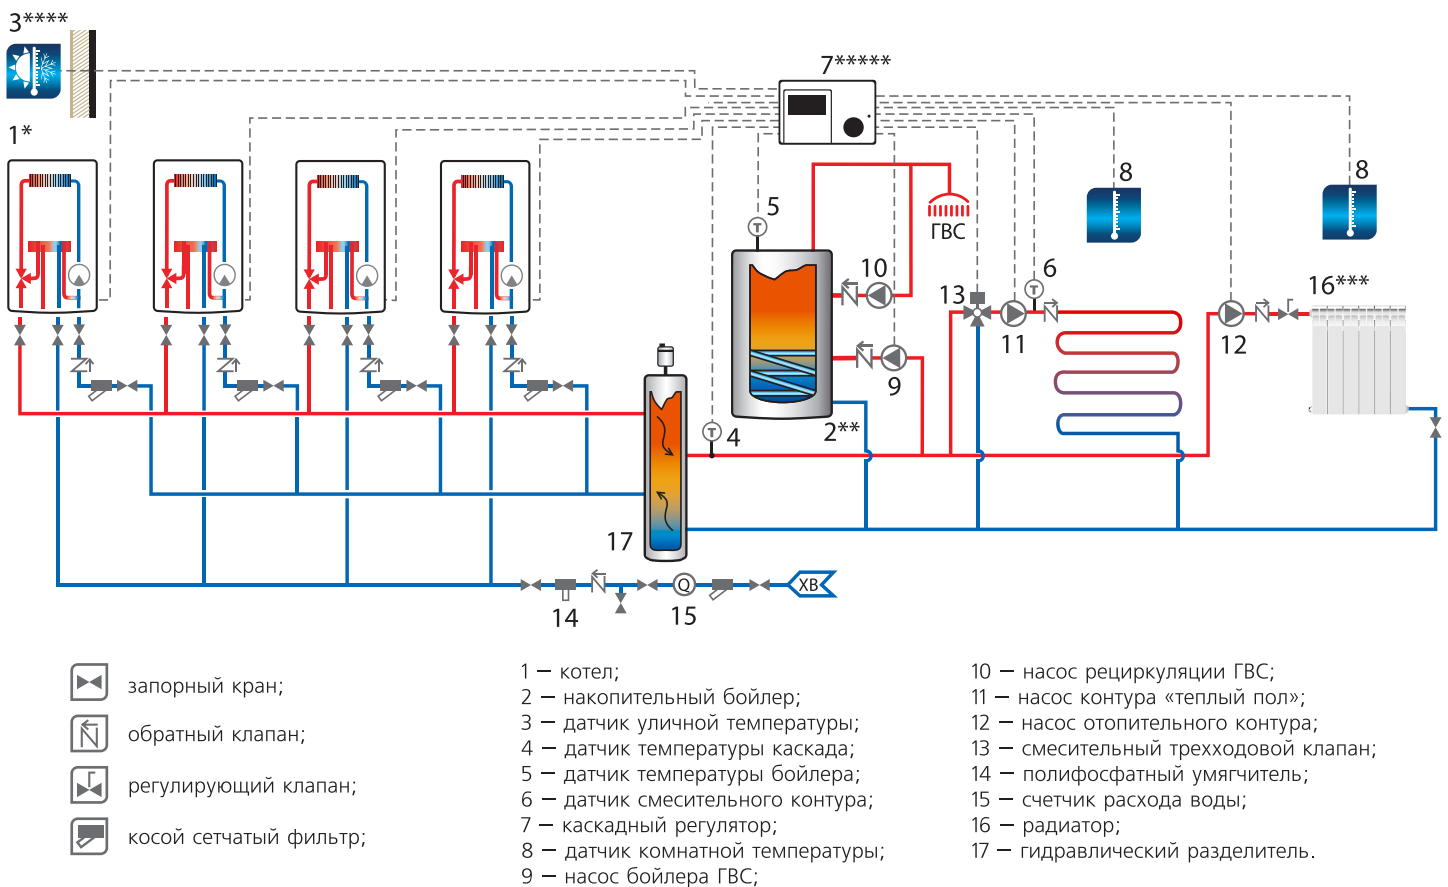 3****
7*****
1*
8
8
5
Т
ГВС
10
6
Т
13
16***
11
12
9
Т
4
2**
17
Q
ХВ
14
15
запорный кран;
обратный клапан;
регулирующий клапан;
косой сетчатый фильтр;
1 — котел;
2 — накопительный бойлер;
3 — датчик уличной температуры;
4 — датчик температуры каскада;
5 — датчик температуры бойлера;
6 — датчик смесительного контура;
7 — каскадный регулятор;
8 — датчик комнатной температуры;
9 — насос бойлера ГВС;
10 — насос рециркуляции ГВС;
11 — насос контура «теплый пол»;
12 — насос отопительного контура;
13 — смесительный трехходовой клапан;
14 — полифосфатный умягчитель;
15 — счетчик расхода воды;
16 — радиатор;
17 — гидравлический разделитель.